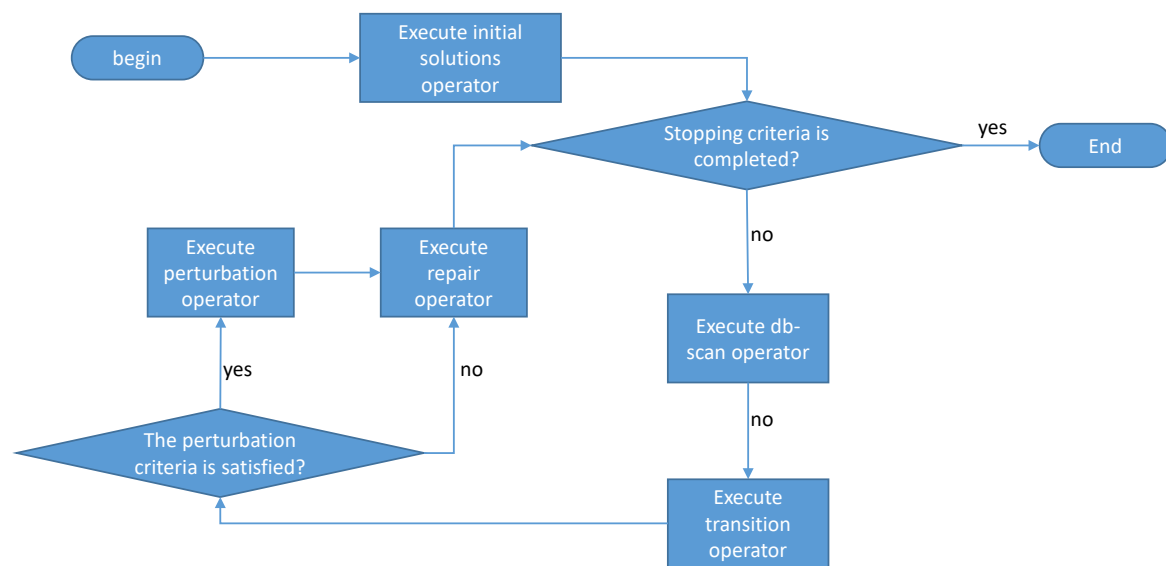 begin
Execute initial
solutions
operator
Stopping criteria is
completed?
yes
End
no
Execute
perturbation
operator
Execute
repair
operator
Execute db-
scan operator
yes
no
no
The perturbation
criteria is satisfied?
Execute
transition
operator